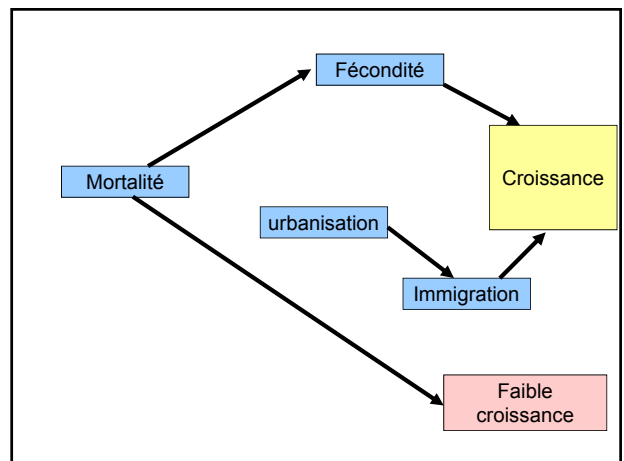 Fécondité
Croissance
Mortalité
urbanisation
Immigration
Faible
croissance